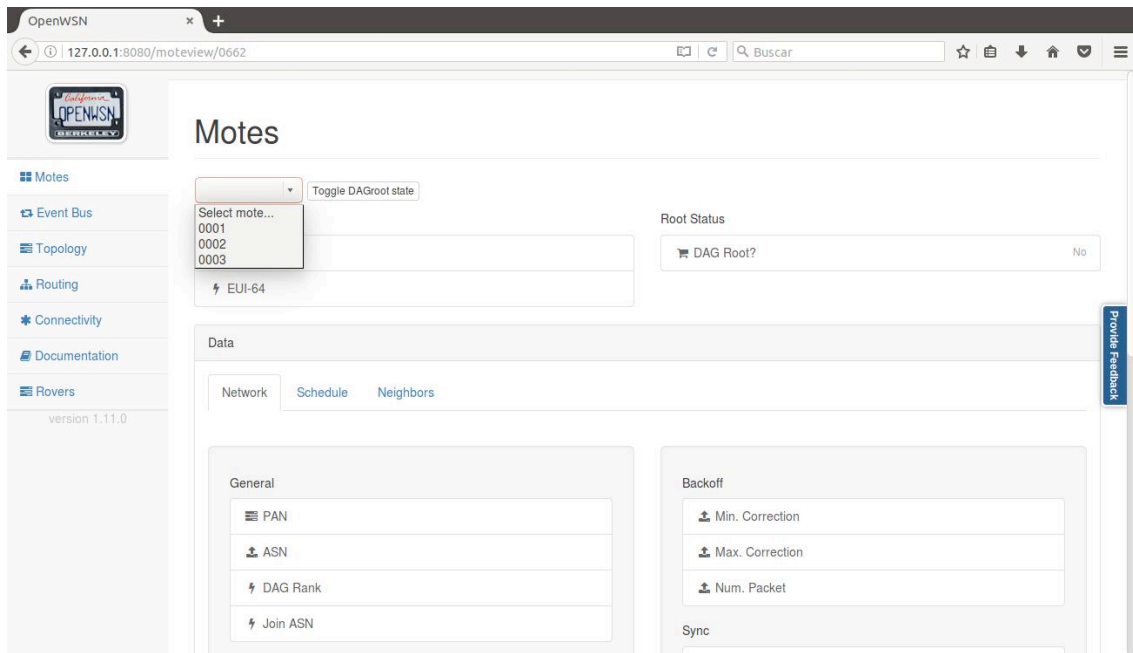 OpenWSN
127.0.0.1:8080/moteview/0662
Buscar
California
OPENWSN
BERKELEY
Motes
Event Bus
Topology
Routing
Connectivity
Documentation
Rovers
version 1.11.0
Motes
Toggle DAGroot state
Select mote...
0001
0002
0003
EUI-64
Root Status
DAG Root? No
Data
Network Schedule Neighbors
General
PAN
ASN
DAG Rank
Join ASN
Backoff
Min. Correction
Max. Correction
Num. Packet
Sync
Provide Feedback